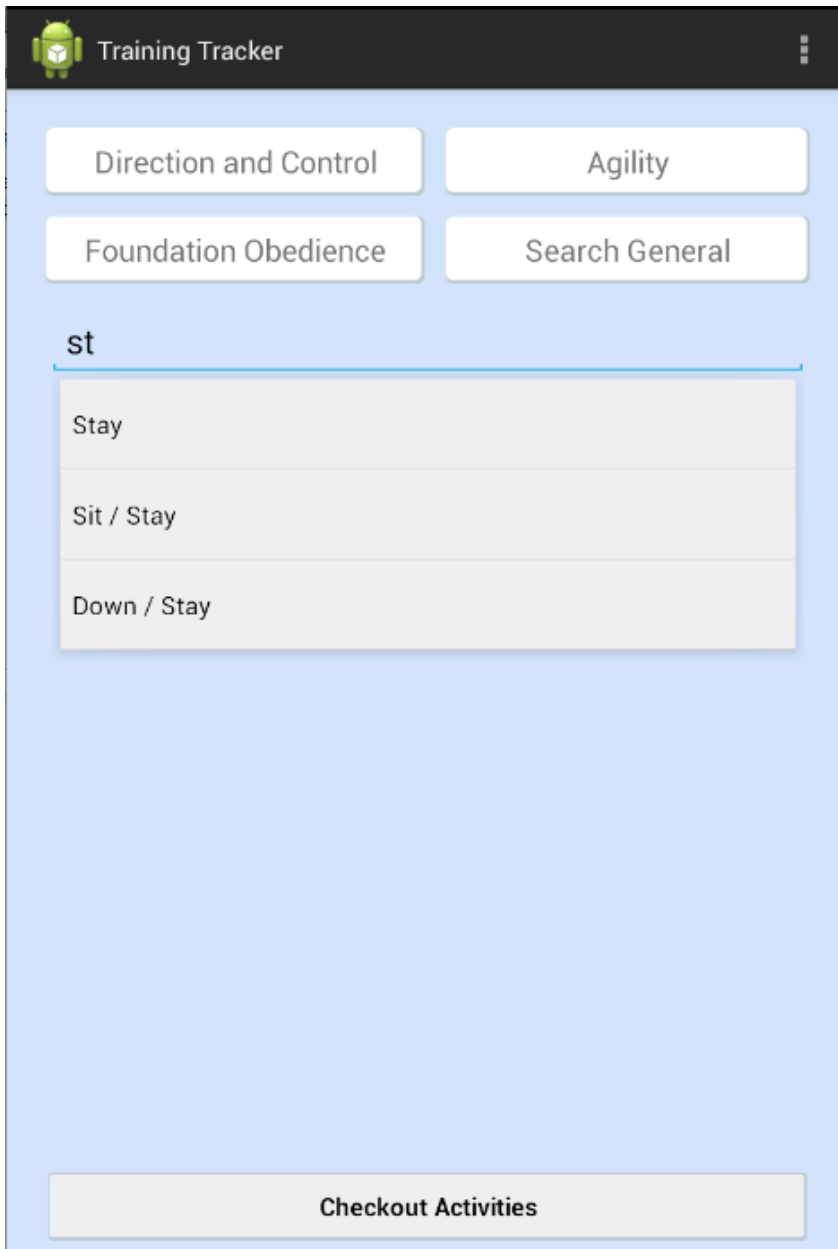 Training Tracker
Direction and Control
Agility
Foundation Obedience
Search General
st
Stay
Sit / Stay
Down / Stay
Checkout Activities